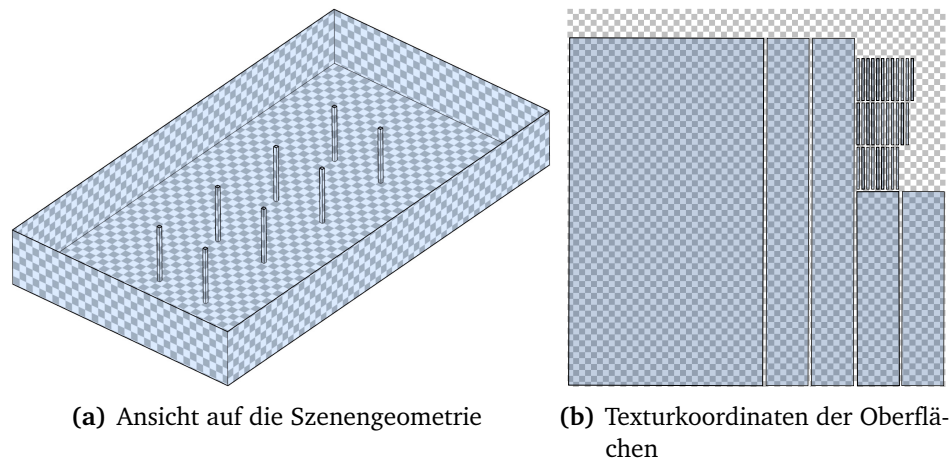 (a) Ansicht auf die Szenengeometrie
(b) Texturkoordinaten der Oberflä-
chen